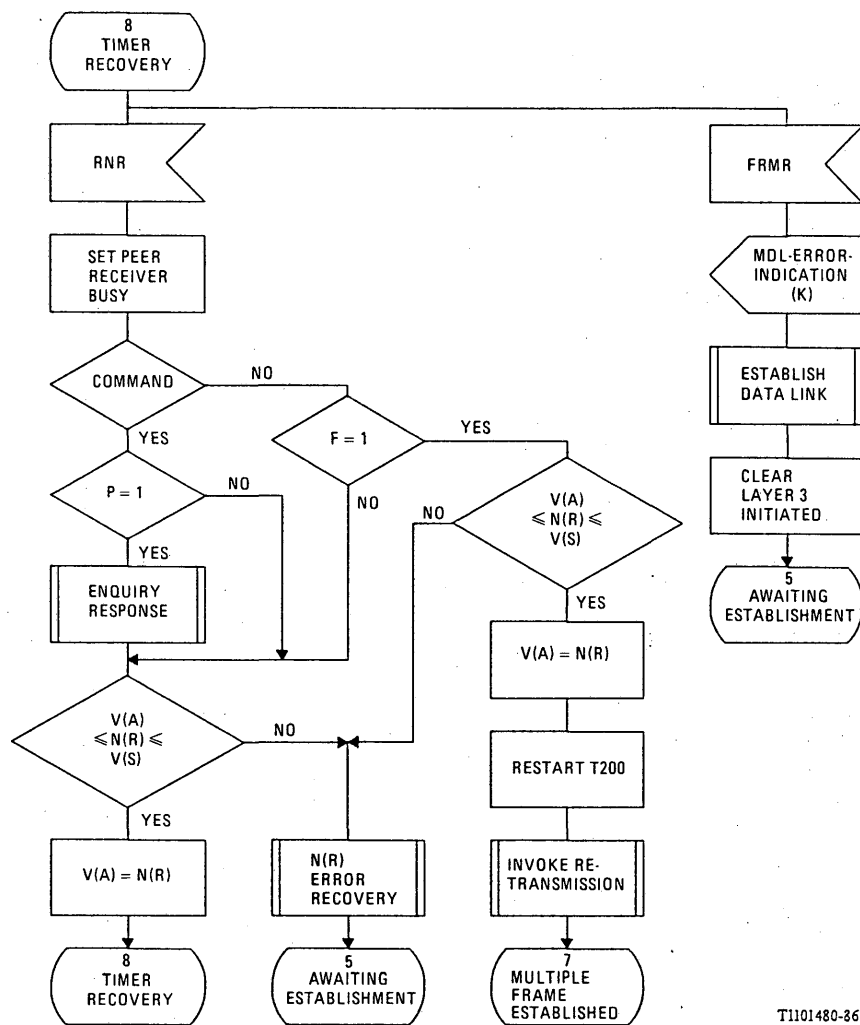 8
TIMER
RECOVERY
RNR
FRMR
SET PEER
RECEIVER
BUSY
MDL-ERROR-
INDICATION
(K)
COMMAND
NO
YES
F = 1
YES
NO
ESTABLISH
DATA LINK
P = 1
NO
YES
V(A)
≤ N(R) ≤
V(S)
NO
YES
CLEAR
LAYER 3
INITIATED
ENQUIRY
RESPONSE
5
AWAITING
ESTABLISHMENT
V(A) = N(R)
V(A)
≤ N(R) ≤
V(S)
NO
YES
RESTART T200
V(A) = N(R)
N(R)
ERROR
RECOVERY
INVOKE RE-
TRANSMISSION
8
TIMER
RECOVERY
5
AWAITING
ESTABLISHMENT
7
MULTIPLE
FRAME
ESTABLISHED
T1101480-86